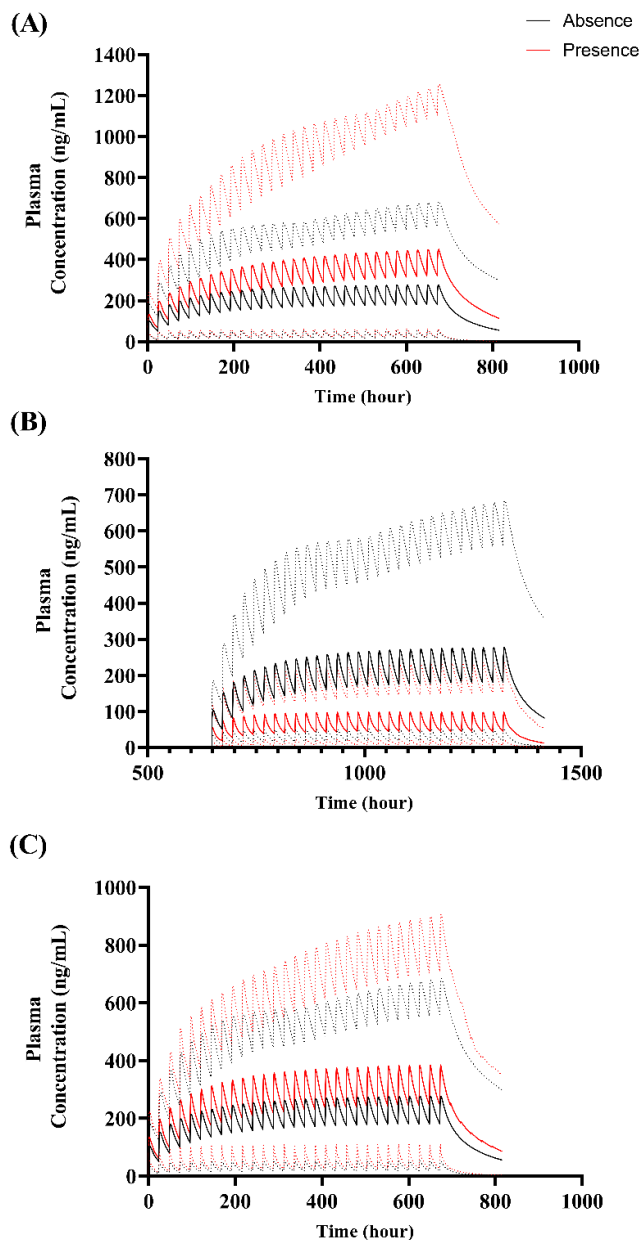 (A)
Absence
Presence
Plasma
Concentration (ng/mL)
1400
1200
1000
800
600
400
200
0
0 200 400 600 800 1000
Time (hour)
(B)
Plasma
Concentration (ng/mL)
800
700
600
500
400
300
200
100
0
500 1000 1500
Time (hour)
(C)
Plasma
Concentration (ng/mL)
1000
800
600
400
200
0
0 200 400 600 800 1000
Time (hour)